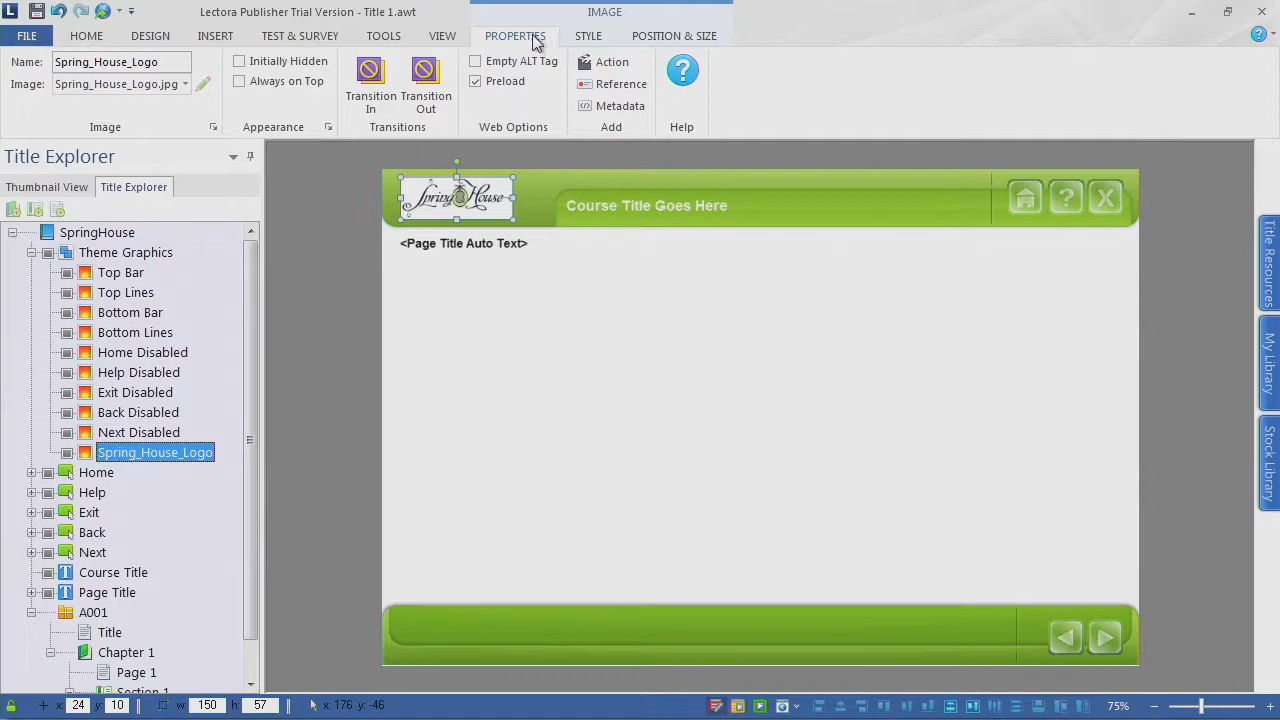 Lectora Publisher Trial Version - Title 1.awt
IMAGE
FILE
HOME
DESIGN
INSERT
TEST & SURVEY
TOOLS
VIEW
PROPERTIES
STYLE
POSITION & SIZE
Name: Spring_House_Logo
Image: Spring_House_Logo.jpg
Image
Initially Hidden
Always on Top
Appearance
Transition In
Transition Out
Transitions
Empty ALT Tag
Preload
Web Options
Action
Reference
Metadata
Add
Help
Title Explorer
Thumbnail View
Title Explorer
SpringHouse
Theme Graphics
Top Bar
Top Lines
Bottom Bar
Bottom Lines
Home Disabled
Help Disabled
Exit Disabled
Back Disabled
Next Disabled
Spring_House_Logo
Home
Help
Exit
Back
Next
Course Title
Page Title
A001
Title
Chapter 1
Page 1
Section 1
Spring House
Course Title Goes Here
? X
<Page Title Auto Text>
Title Resources
My Library
Stock Library
x: 24 y: 10 w: 150 h: 57 x: 176 y: -46
75%